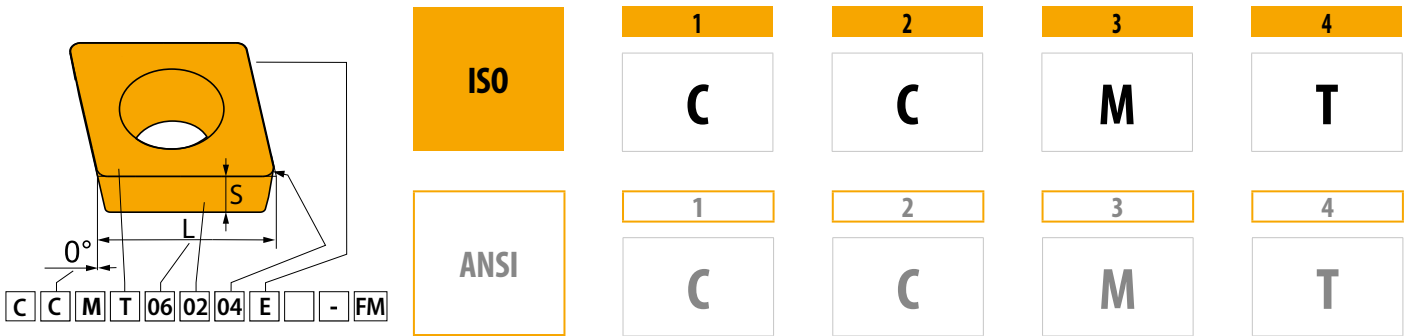 S
L
0°
C C M T 06 02 04 E - FM
ISO
1 2 3 4
C C M T
ANSI
1 2 3 4
C C M T